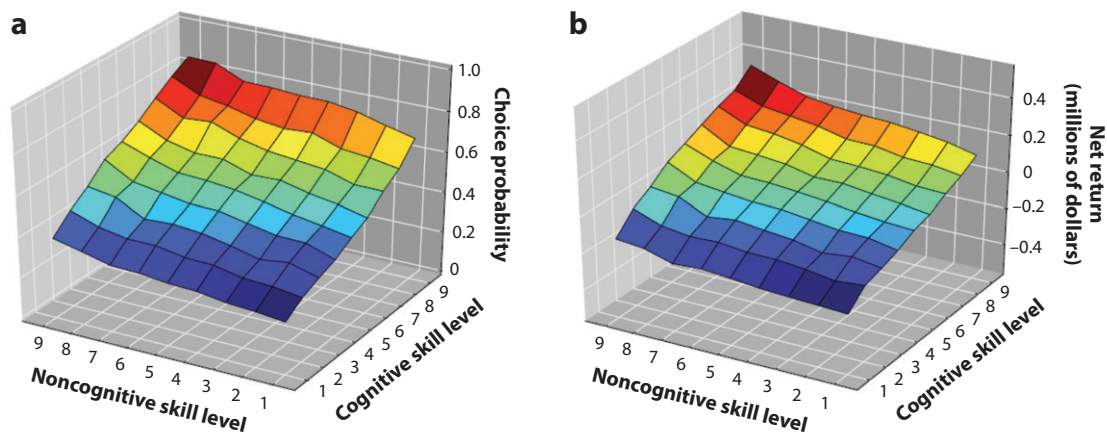 a
1.0
0.8
0.6
0.4
0.2
0
Choice probability
9 8 7 6 5 4 3 2 1
Noncognitive skill level
1 2 3 4 5 6 7 8 9
Cognitive skill level
b
0.4
0.2
0
–0.2
–0.4
Net return
(millions of dollars)
9 8 7 6 5 4 3 2 1
Noncognitive skill level
1 2 3 4 5 6 7 8 9
Cognitive skill level